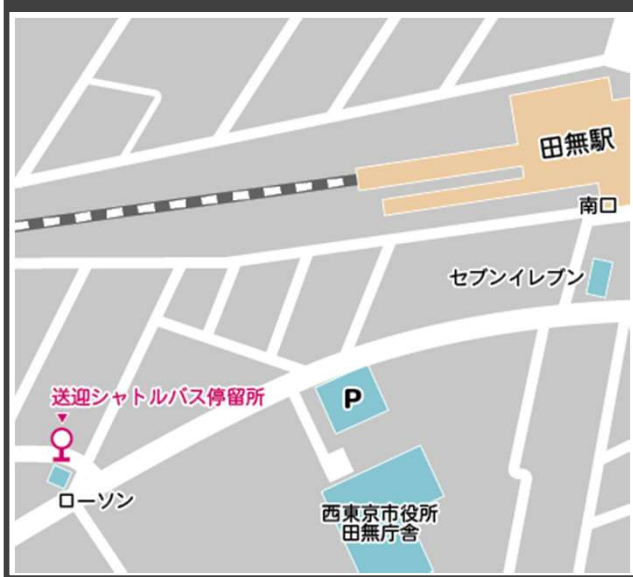 田無駅
南口
セブンイレブン
送迎シャトルバス停留所
P
ローソン
西東京市役所
田無庁舎